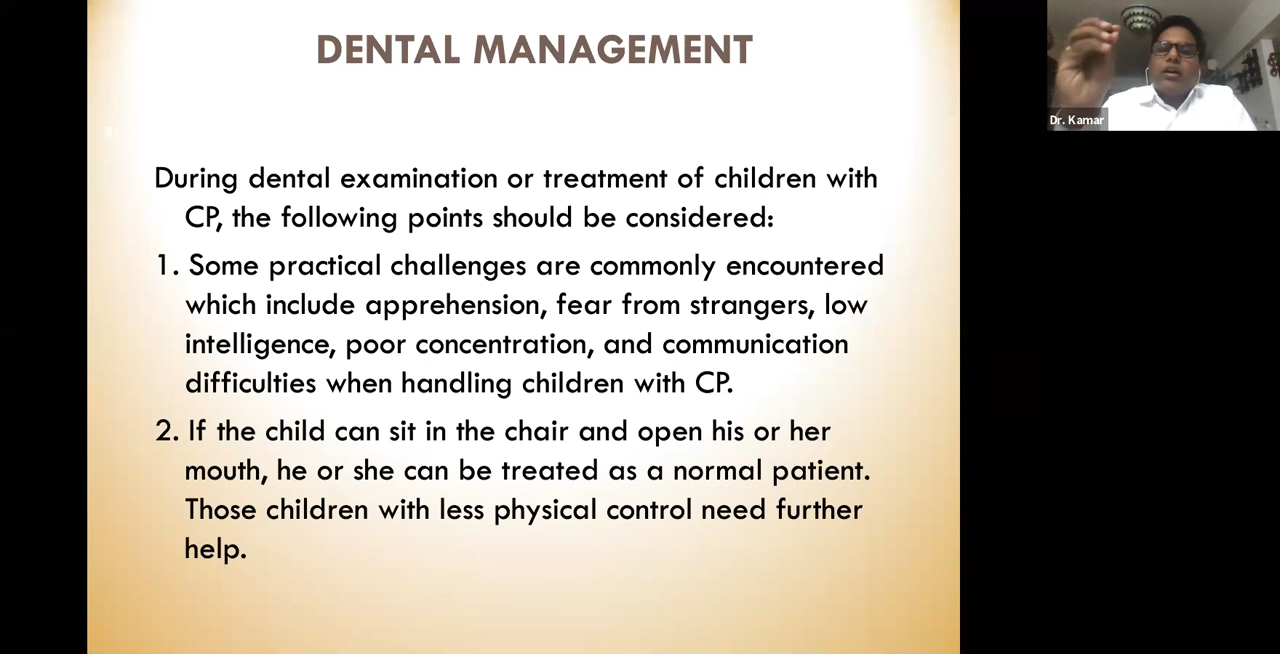 DENTAL MANAGEMENT
During dental examination or treatment of children with
CP, the following points should be considered:
1. Some practical challenges are commonly encountered
which include apprehension, fear from strangers, low
intelligence, poor concentration, and communication
difficulties when handling children with CP.
2. If the child can sit in the chair and open his or her
mouth, he or she can be treated as a normal patient.
Those children with less physical control need further
help.
Dr. Kamar